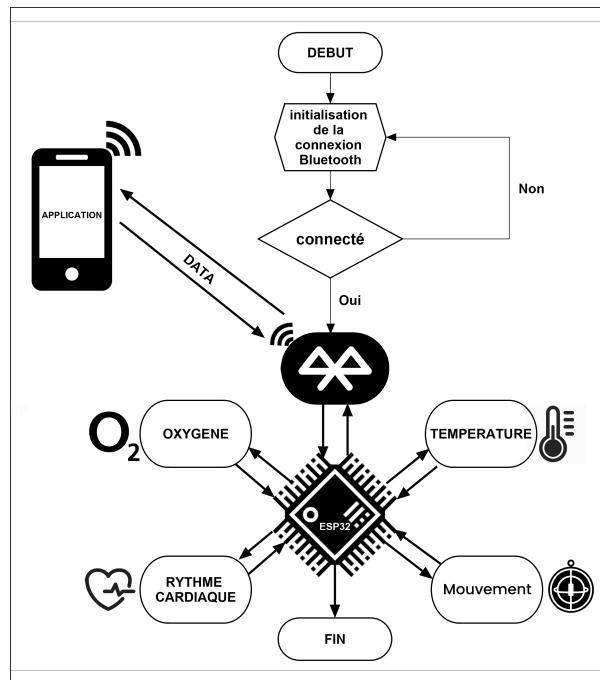 DEBUT
initialisation
de la
connexion
Bluetooth
Non
APPLICATION
connecté
DATA
Oui
O2
OXYGENE
TEMPERATURE
ESP32
RYTHME
CARDIAQUE
Mouvement
FIN